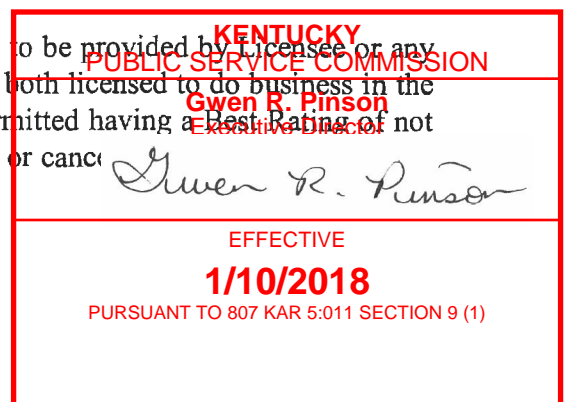 KENTUCKY
to be provided by Licensee or any
PUBLIC SERVICE COMMISSION
both licensed to do business in the
Gwen R. Pinson
mitted having a Best Rating of not
Executive Director
or cance
Gwen R. Pinson
EFFECTIVE
1/10/2018
PURSUANT TO 807 KAR 5:011 SECTION 9 (1)